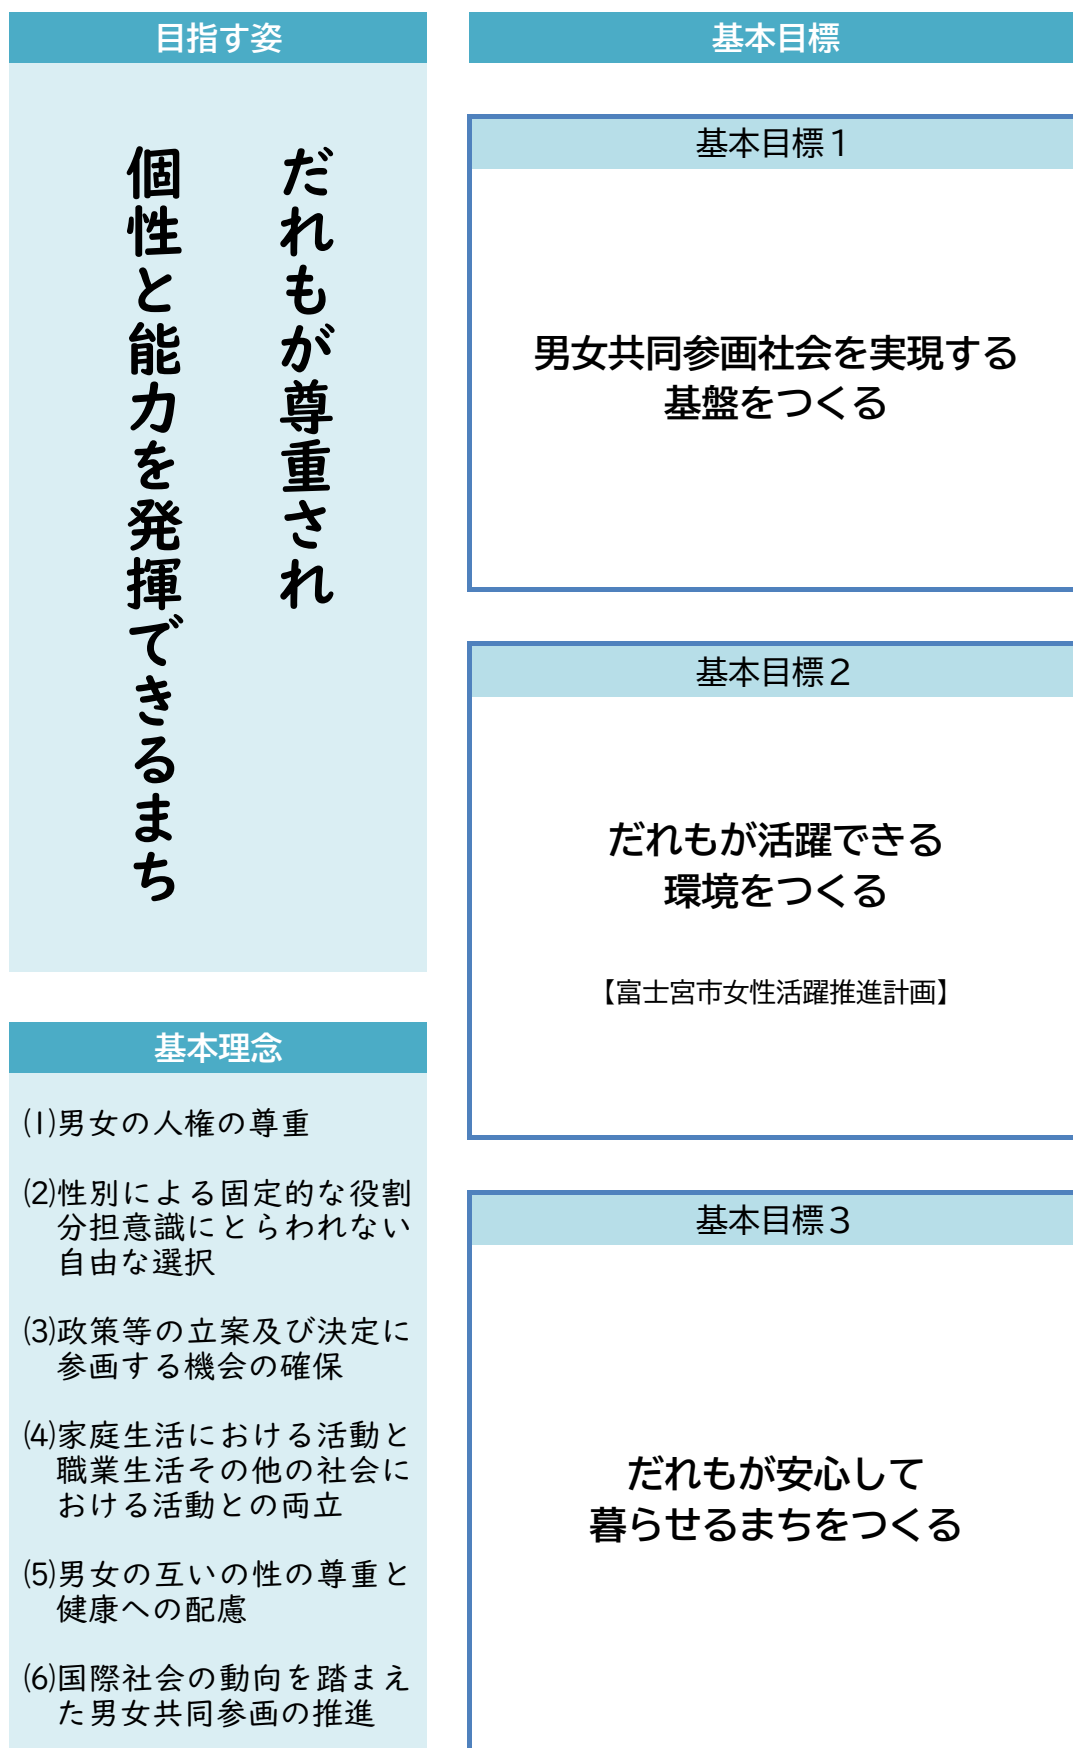 目指す姿
だれもが尊重され
個性と能力を発揮できるまち
基本理念
⑴男女の人権の尊重
⑵性別による固定的な役割
分担意識にとらわれない
自由な選択
⑶政策等の立案及び決定に
参画する機会の確保
⑷家庭生活における活動と
職業生活その他の社会に
おける活動との両立
⑸男女の互いの性の尊重と
健康への配慮
⑹国際社会の動向を踏まえ
た男女共同参画の推進
基本目標
基本目標１
男女共同参画社会を実現する
基盤をつくる
基本目標２
だれもが活躍できる
環境をつくる
【富士宮市女性活躍推進計画】
基本目標３
だれもが安心して
暮らせるまちをつくる